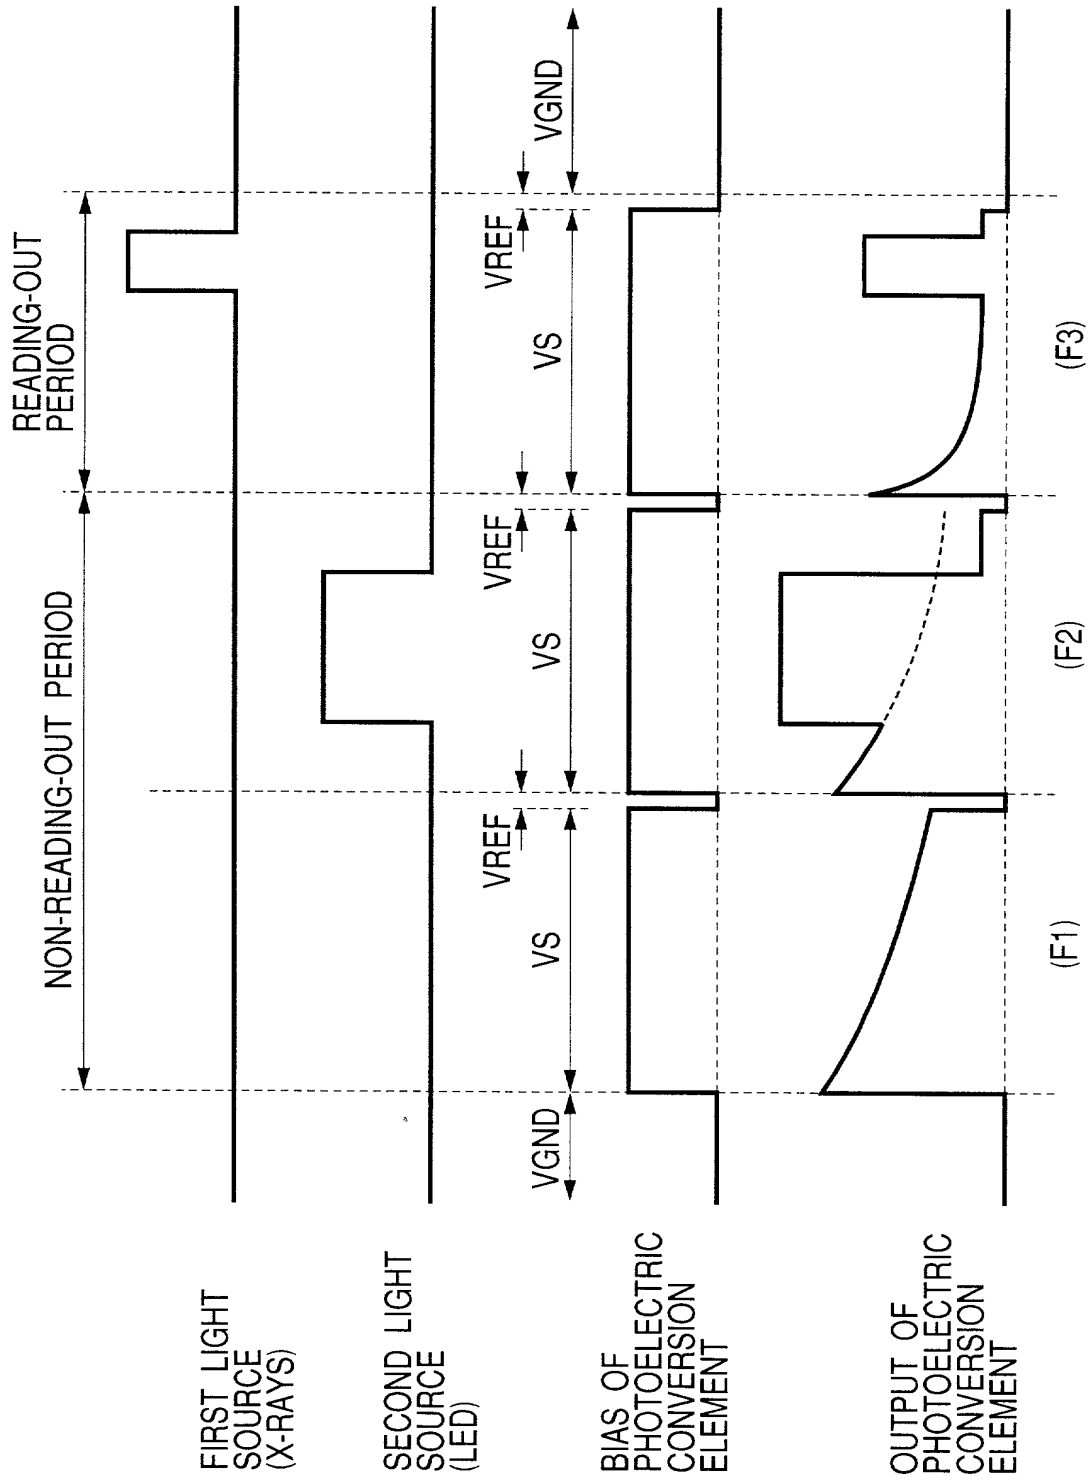 NON-READING-OUT PERIOD
READING-OUT
PERIOD
FIRST LIGHT
SOURCE
(X-RAYS)
SECOND LIGHT
SOURCE
(LED)
VREF
VREF
VREF
VGND
VS
VS
VS
VGND
BIAS OF
PHOTOELECTRIC
CONVERSION
ELEMENT
OUTPUT OF
PHOTOELECTRIC
CONVERSION
ELEMENT
(F1)
(F2)
(F3)